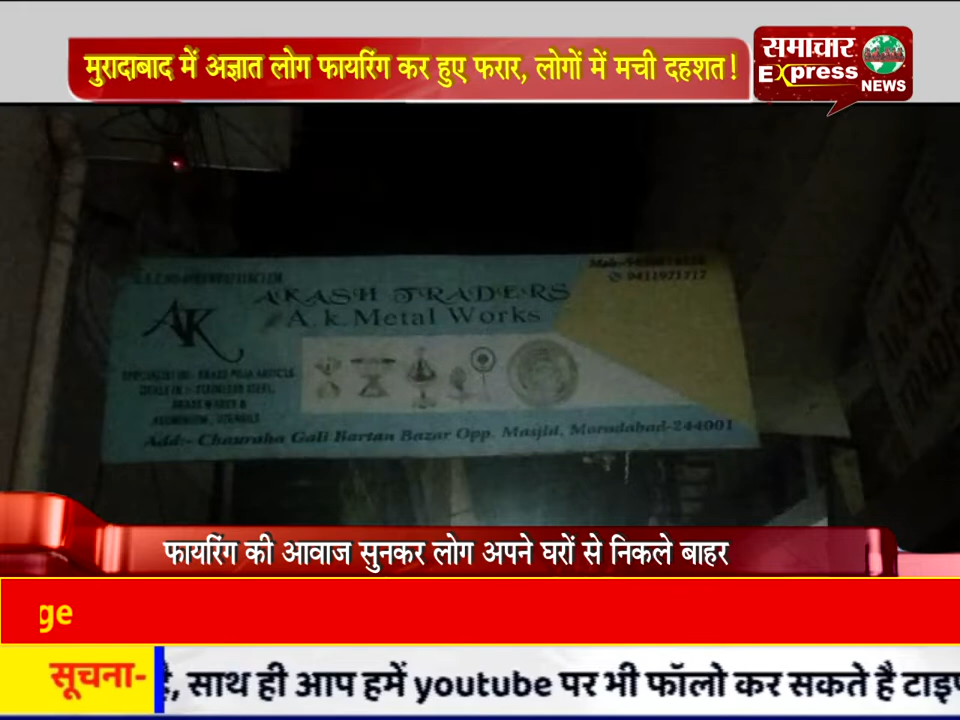 मुरादाबाद में अज्ञात लोग फायरिंग कर हुए फरार, लोगों में मची दहशत!
समाचार
Express
NEWS
9411971717
AKASH TRADERS
A.k.Metal Works
AK
Add:- Chauraha Gali Bartan Bazar Opp. Masjid, Moradabad-244001
फायरिंग की आवाज सुनकर लोग अपने घरों से निकले बाहर
ge
सूचना- है, साथ ही आप हमें youtube पर भी फॉलो कर सकते है